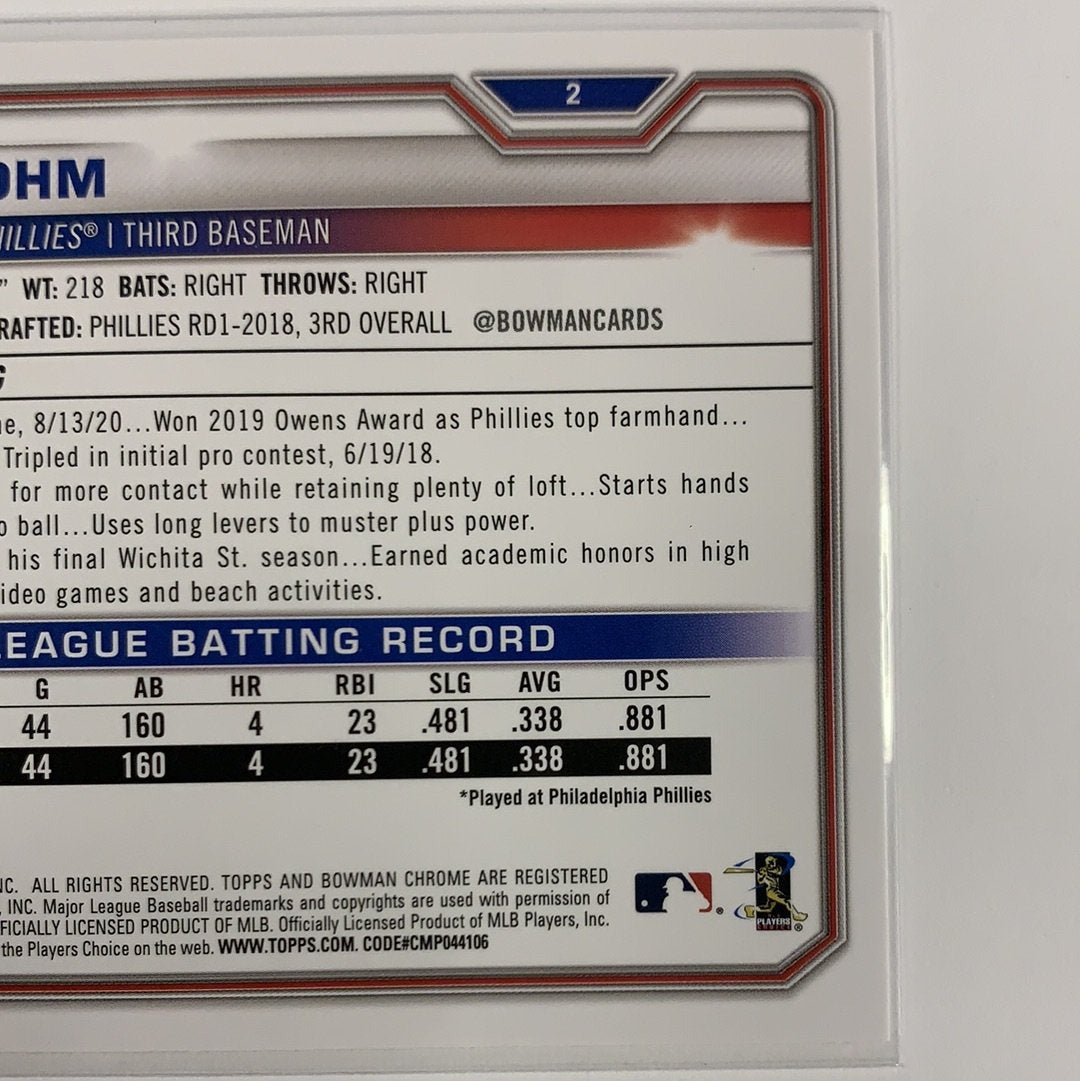 2
OHM
HILLIES® | THIRD BASEMAN
" WT: 218 BATS: RIGHT THROWS: RIGHT
RAFTED: PHILLIES RD1-2018, 3RD OVERALL @BOWMANCARDS
e, 8/13/20...Won 2019 Owens Award as Phillies top farmhand...
Tripled in initial pro contest, 6/19/18.
for more contact while retaining plenty of loft...Starts hands
o ball...Uses long levers to muster plus power.
his final Wichita St. season...Earned academic honors in high
ideo games and beach activities.
LEAGUE BATTING RECORD
G AB HR RBI SLG AVG OPS
44 160 4 23 .481 .338 .881
44 160 4 23 .481 .338 .881
*Played at Philadelphia Phillies
NC. ALL RIGHTS RESERVED. TOPPS AND BOWMAN CHROME ARE REGISTERED
, INC. Major League Baseball trademarks and copyrights are used with permission of
FICIALLY LICENSED PRODUCT OF MLB. Officially Licensed Product of MLB Players, Inc.
the Players Choice on the web. WWW.TOPPS.COM. CODE#CMP044106
PLAYERS
CHOICE ®